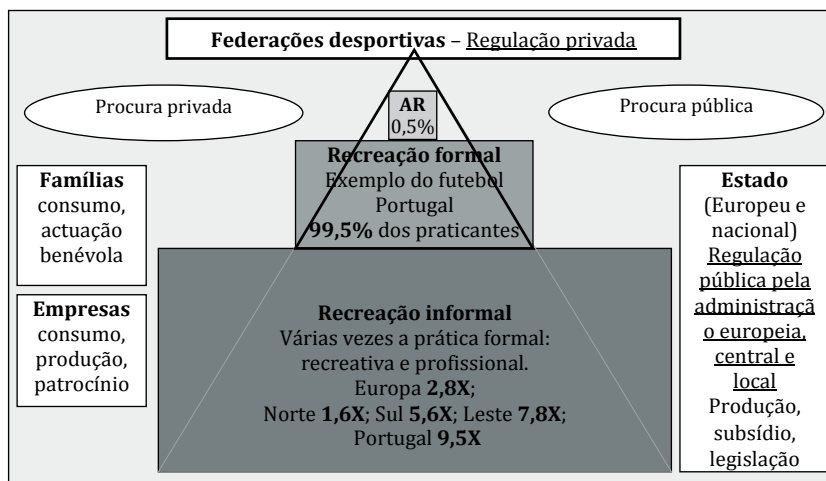 Federações desportivas – Regulação privada
Procura privada
AR
0,5%
Procura pública
Recreação formal
Exemplo do futebol
Portugal
99,5% dos praticantes
Famílias
consumo,
actuação
benévola
Empresas
consumo,
produção,
patrocínio
Recreação informal
Várias vezes a prática formal:
recreativa e profissional.
Europa 2,8X;
Norte 1,6X; Sul 5,6X; Leste 7,8X;
Portugal 9,5X
Estado
(Europeu e
nacional)
Regulação
pública pela
administraçã
o europeia,
central e
local
Produção,
subsídio,
legislação